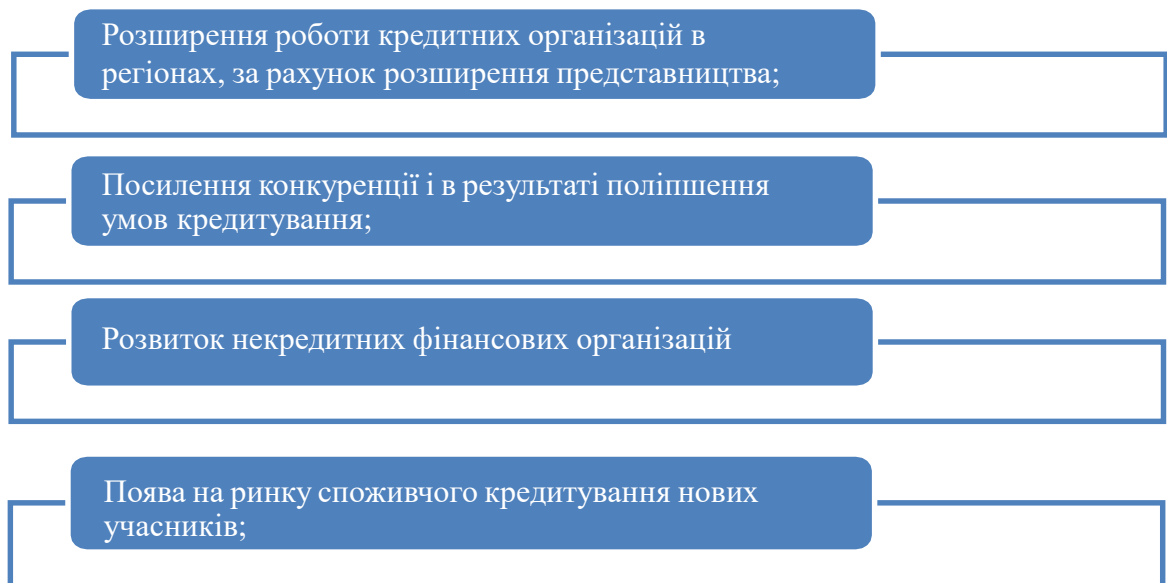 Розширення роботи кредитних організацій в
регіонах, за рахунок розширення представництва;
Посилення конкуренції і в результаті поліпшення
умов кредитування;
Розвиток некредитних фінансових організацій
Поява на ринку споживчого кредитування нових
учасників;